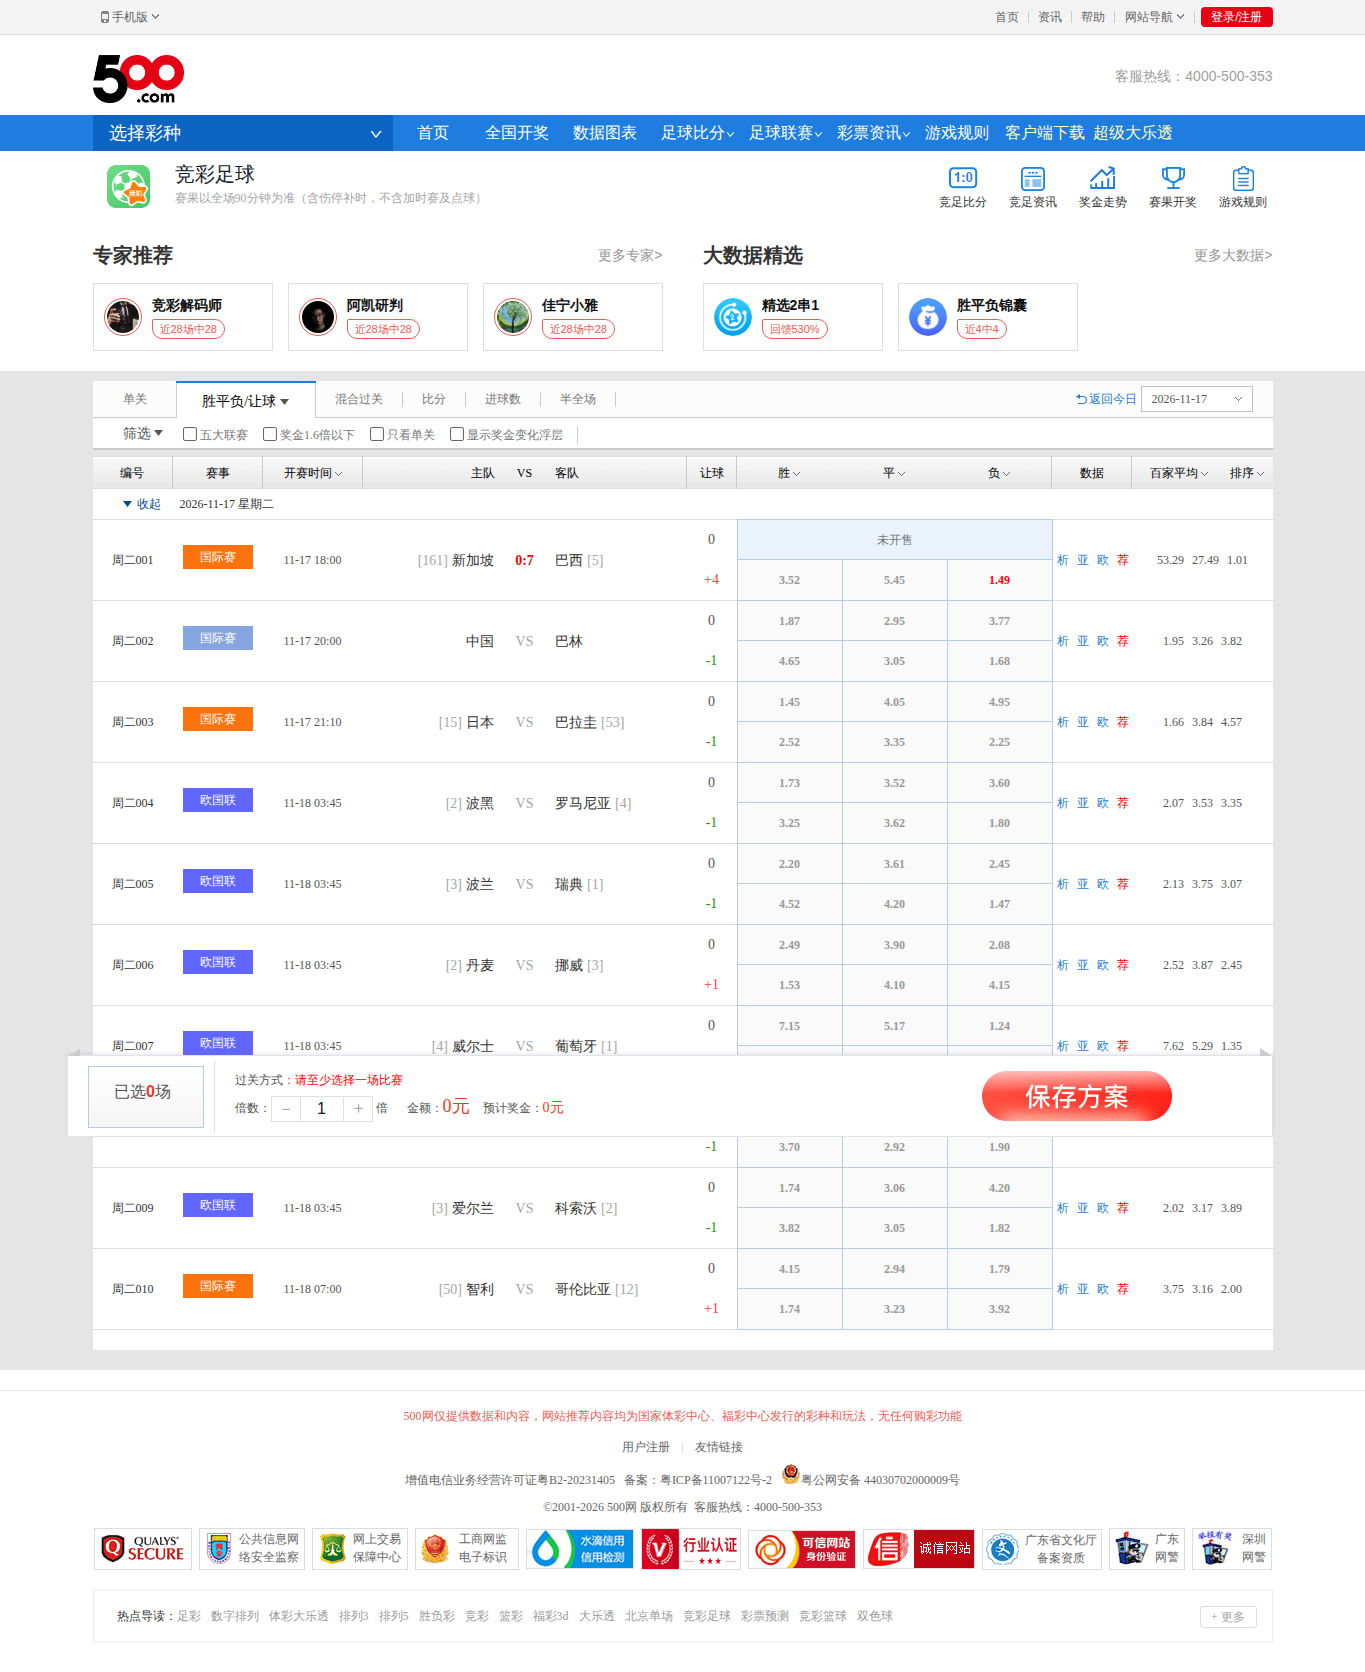 手机版
首页 资讯 帮助 网站导航 登录/注册
500.com
客服热线：4000-500-353
选择彩种 首页 全国开奖 数据图表 足球比分 足球联赛 彩票资讯 游戏规则 客户端下载 超级大乐透
竞彩足球
赛果以全场90分钟为准（含伤停补时，不含加时赛及点球）
1:0
竞足比分 竞足资讯 奖金走势 赛果开奖 游戏规则
专家推荐 更多专家>
大数据精选 更多大数据>
竞彩解码师 近28场中28
阿凯研判 近28场中28
佳宁小雅 近28场中28
精选2串1 回馈530%
胜平负锦囊 近4中4
单关 胜平负/让球 混合过关 比分 进球数 半全场 返回今日 2026-11-17
筛选 五大联赛 奖金1.6倍以下 只看单关 显示奖金变化浮层
编号 赛事 开赛时间 主队 VS 客队 让球 胜 平 负 数据 百家平均 排序
收起 2026-11-17 星期二
周二001 国际赛 11-17 18:00 [161] 新加坡 0:7 巴西 [5] 0 未开售 析 亚 欧 荐 53.29 27.49 1.01
+4 3.52 5.45 1.49
周二002 国际赛 11-17 20:00 中国 VS 巴林 0 1.87 2.95 3.77 析 亚 欧 荐 1.95 3.26 3.82
-1 4.65 3.05 1.68
周二003 国际赛 11-17 21:10 [15] 日本 VS 巴拉圭 [53] 0 1.45 4.05 4.95 析 亚 欧 荐 1.66 3.84 4.57
-1 2.52 3.35 2.25
周二004 欧国联 11-18 03:45 [2] 波黑 VS 罗马尼亚 [4] 0 1.73 3.52 3.60 析 亚 欧 荐 2.07 3.53 3.35
-1 3.25 3.62 1.80
周二005 欧国联 11-18 03:45 [3] 波兰 VS 瑞典 [1] 0 2.20 3.61 2.45 析 亚 欧 荐 2.13 3.75 3.07
-1 4.52 4.20 1.47
周二006 欧国联 11-18 03:45 [2] 丹麦 VS 挪威 [3] 0 2.49 3.90 2.08 析 亚 欧 荐 2.52 3.87 2.45
+1 1.53 4.10 4.15
周二007 欧国联 11-18 03:45 [4] 威尔士 VS 葡萄牙 [1] 0 7.15 5.17 1.24 析 亚 欧 荐 7.62 5.29 1.35
已选0场 过关方式：请至少选择一场比赛
倍数： − 1 + 倍 金额：0元 预计奖金：0元
保存方案
-1 3.70 2.92 1.90
周二009 欧国联 11-18 03:45 [3] 爱尔兰 VS 科索沃 [2] 0 1.74 3.06 4.20 析 亚 欧 荐 2.02 3.17 3.89
-1 3.82 3.05 1.82
周二010 国际赛 11-18 07:00 [50] 智利 VS 哥伦比亚 [12] 0 4.15 2.94 1.79 析 亚 欧 荐 3.75 3.16 2.00
+1 1.74 3.23 3.92
500网仅提供数据和内容，网站推荐内容均为国家体彩中心、福彩中心发行的彩种和玩法，无任何购彩功能
用户注册 友情链接
增值电信业务经营许可证粤B2-20231405 备案：粤ICP备11007122号-2 粤公网安备 44030702000009号
©2001-2026 500网 版权所有 客服热线：4000-500-353
QUALYS SECURE
公共信息网络安全监察
网上交易保障中心
工商网监电子标识
水滴信用 信用检测
行业认证
可信网站 身份验证
信 诚信网站
文 广东省文化厅备案资质
广东网警
深圳网警
热点导读：足彩 数字排列 体彩大乐透 排列3 排列5 胜负彩 竞彩 篮彩 福彩3d 大乐透 北京单场 竞彩足球 彩票预测 竞彩篮球 双色球 + 更多